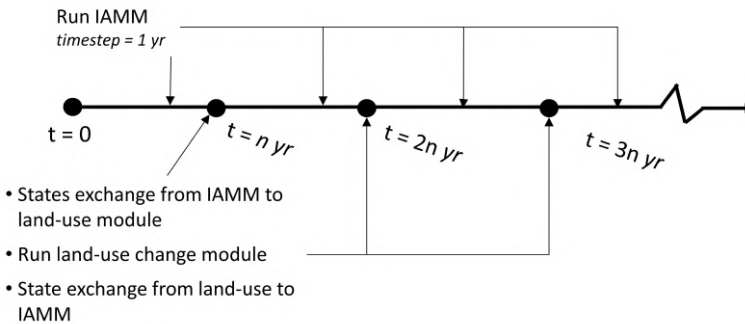 Run IAMM
timestep = 1 yr
t = 0
t = n yr
t = 2n yr
t = 3n yr
• States exchange from IAMM to
land-use module
• Run land-use change module
• State exchange from land-use to
IAMM